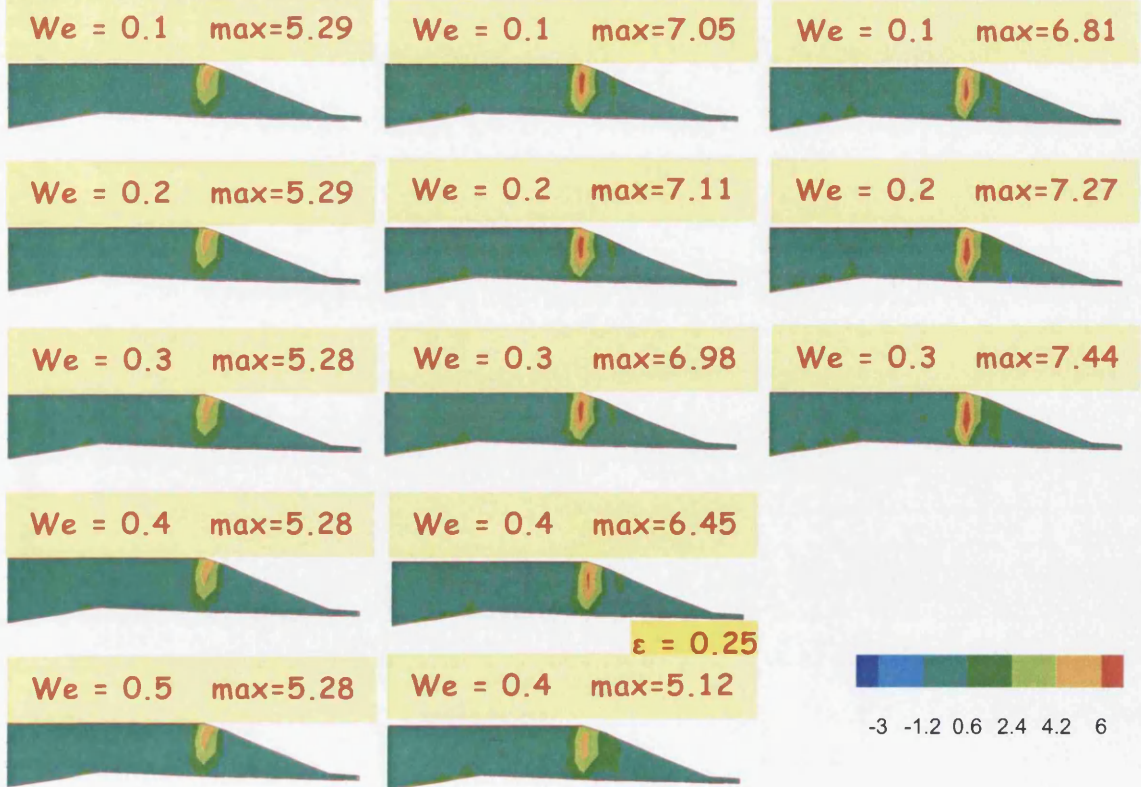 We = 0.1 max=5.29
We = 0.1 max=7.05
We = 0.1 max=6.81
We = 0.2 max=5.29
We = 0.2 max=7.11
We = 0.2 max=7.27
We = 0.3 max=5.28
We = 0.3 max=6.98
We = 0.3 max=7.44
We = 0.4 max=5.28
We = 0.4 max=6.45
ε = 0.25
We = 0.5 max=5.28
We = 0.4 max=5.12
-3 -1.2 0.6 2.4 4.2 6